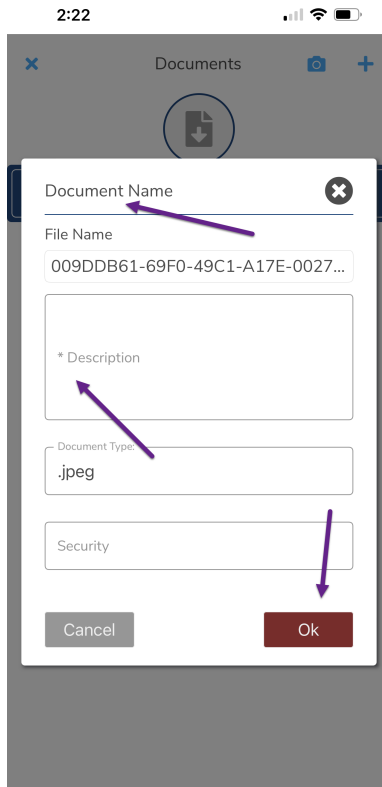 2:22
Documents
Document Name
File Name
009DDB61-69F0-49C1-A17E-0027...
* Description
Document Type:
.jpeg
Security
Cancel
Ok